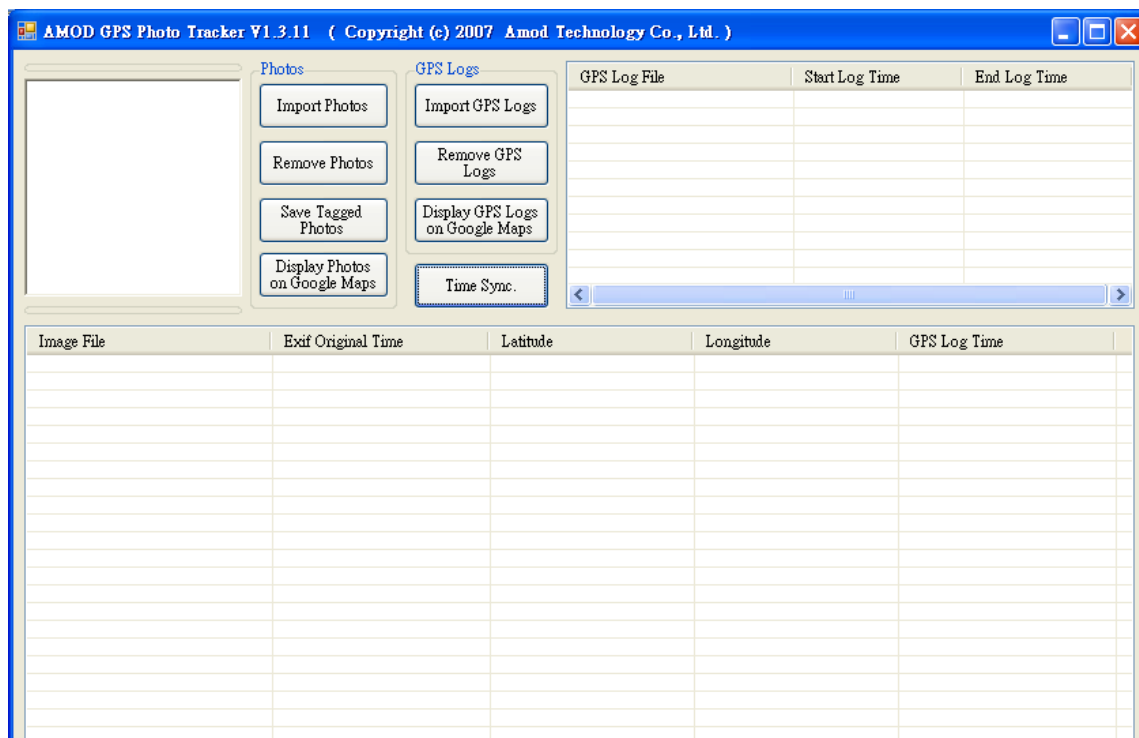 AMOD GPS Photo Tracker V1.3.11 ( Copyright (c) 2007 Amod Technology Co., Ltd. )
Photos
Import Photos
Remove Photos
Save Tagged
Photos
Display Photos
on Google Maps
GPS Logs
Import GPS Logs
Remove GPS
Logs
Display GPS Logs
on Google Maps
Time Sync.
GPS Log File Start Log Time End Log Time
Image File Exif Original Time Latitude Longitude GPS Log Time